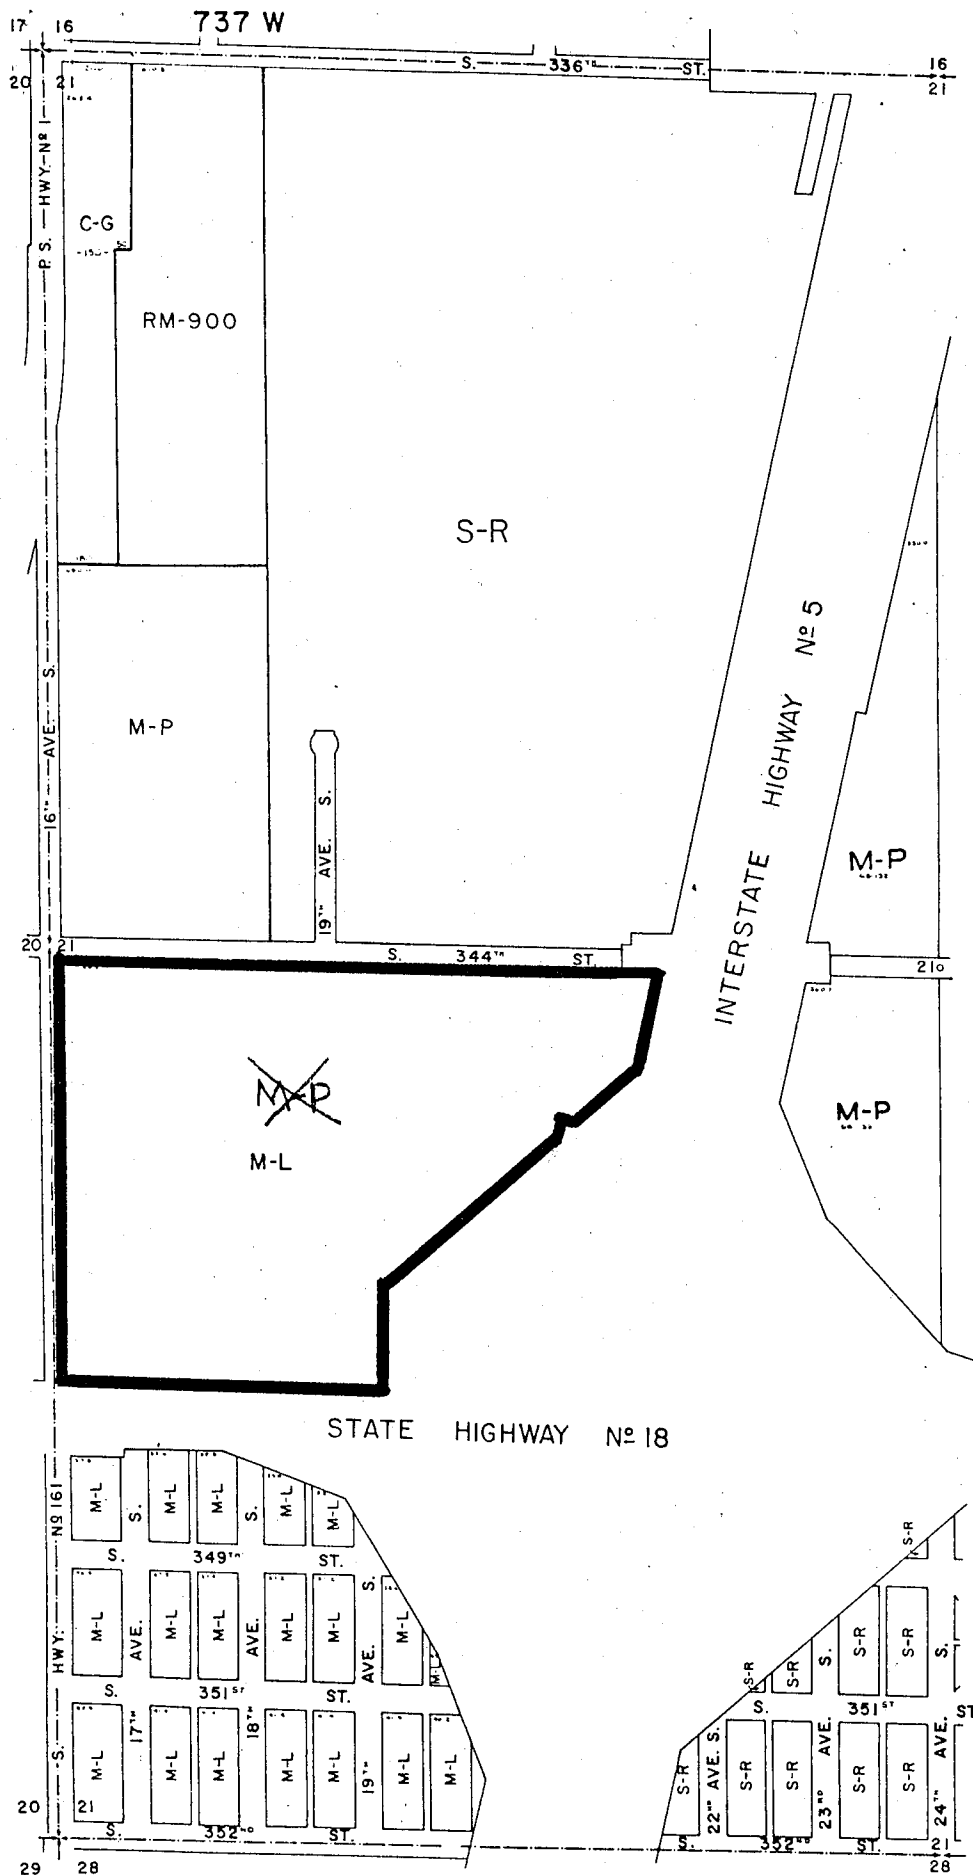 737 W
17 16
20 21
S. 336TH ST.
16
21
P.S. HWY. Nº 1
C-G
-150-
RM-900
S-R
INTERSTATE HIGHWAY Nº 5
16TH AVE. S.
M-P
19TH AVE. S.
M-P
20 21
S. 344TH ST.
21
M-P
M-L
M-P
STATE HIGHWAY Nº 18
S. HWY. Nº 161
M-L
S.
M-L
M-L
S.
M-L
M-L
S-R
S. 349TH ST.
M-L
17TH AVE.
M-L
M-L
18TH AVE.
M-L
M-L
19TH AVE. S.
M-L
M-L
S-R
S-R
S.
S-R
S-R
S.
S. 351ST ST.
S. 351ST ST.
M-L
M-L
M-L
M-L
M-L
M-L
M-L
S-R
22ND AVE. S.
S-R
S-R
23RD AVE.
S-R
S-R
24TH AVE.
20 21
S. 352ND ST.
S. 352ND ST.
21
29 28
28